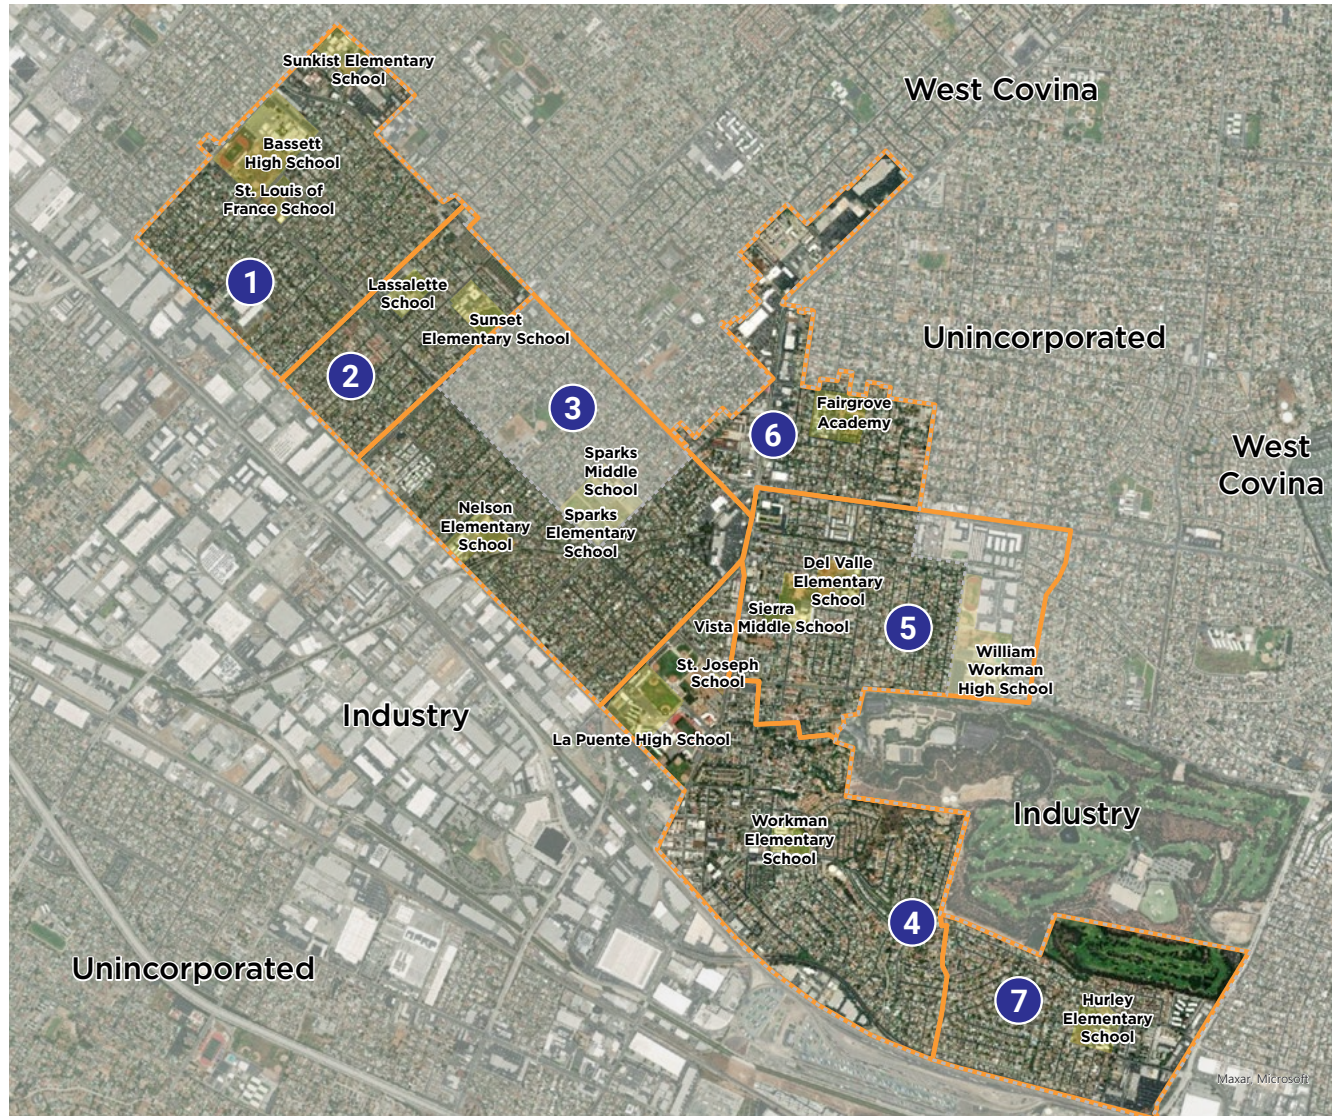 Sunkist Elementary
School
West Covina
Bassett
High School
St. Louis of
France School
1
Lassalette
School
Sunset
Elementary School
Unincorporated
2
3
Fairgrove
Academy
6
West
Covina
Sparks
Middle
School
Nelson
Elementary
School
Sparks
Elementary
School
Del Valle
Elementary
School
Sierra
Vista Middle School
5
William
Workman
High School
St. Joseph
School
Industry
La Puente High School
Industry
Workman
Elementary
School
4
Unincorporated
7
Hurley
Elementary
School
Maxar, Microsoft